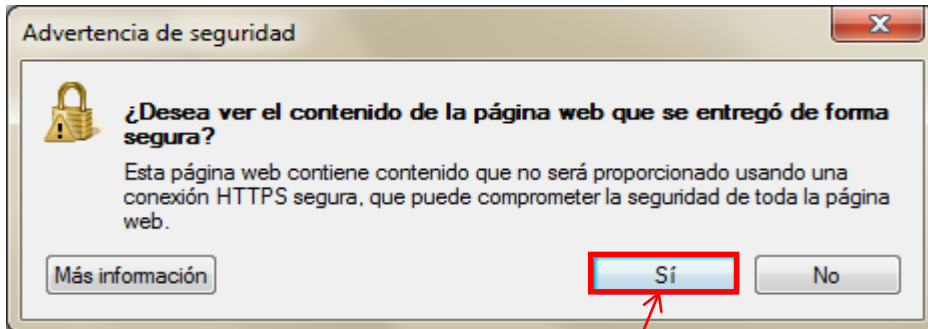 Advertencia de seguridad
¿Desea ver el contenido de la página web que se entregó de forma
segura?
Esta página web contiene contenido que no será proporcionado usando una
conexión HTTPS segura, que puede comprometer la seguridad de toda la página
web.
Más información
Sí
No